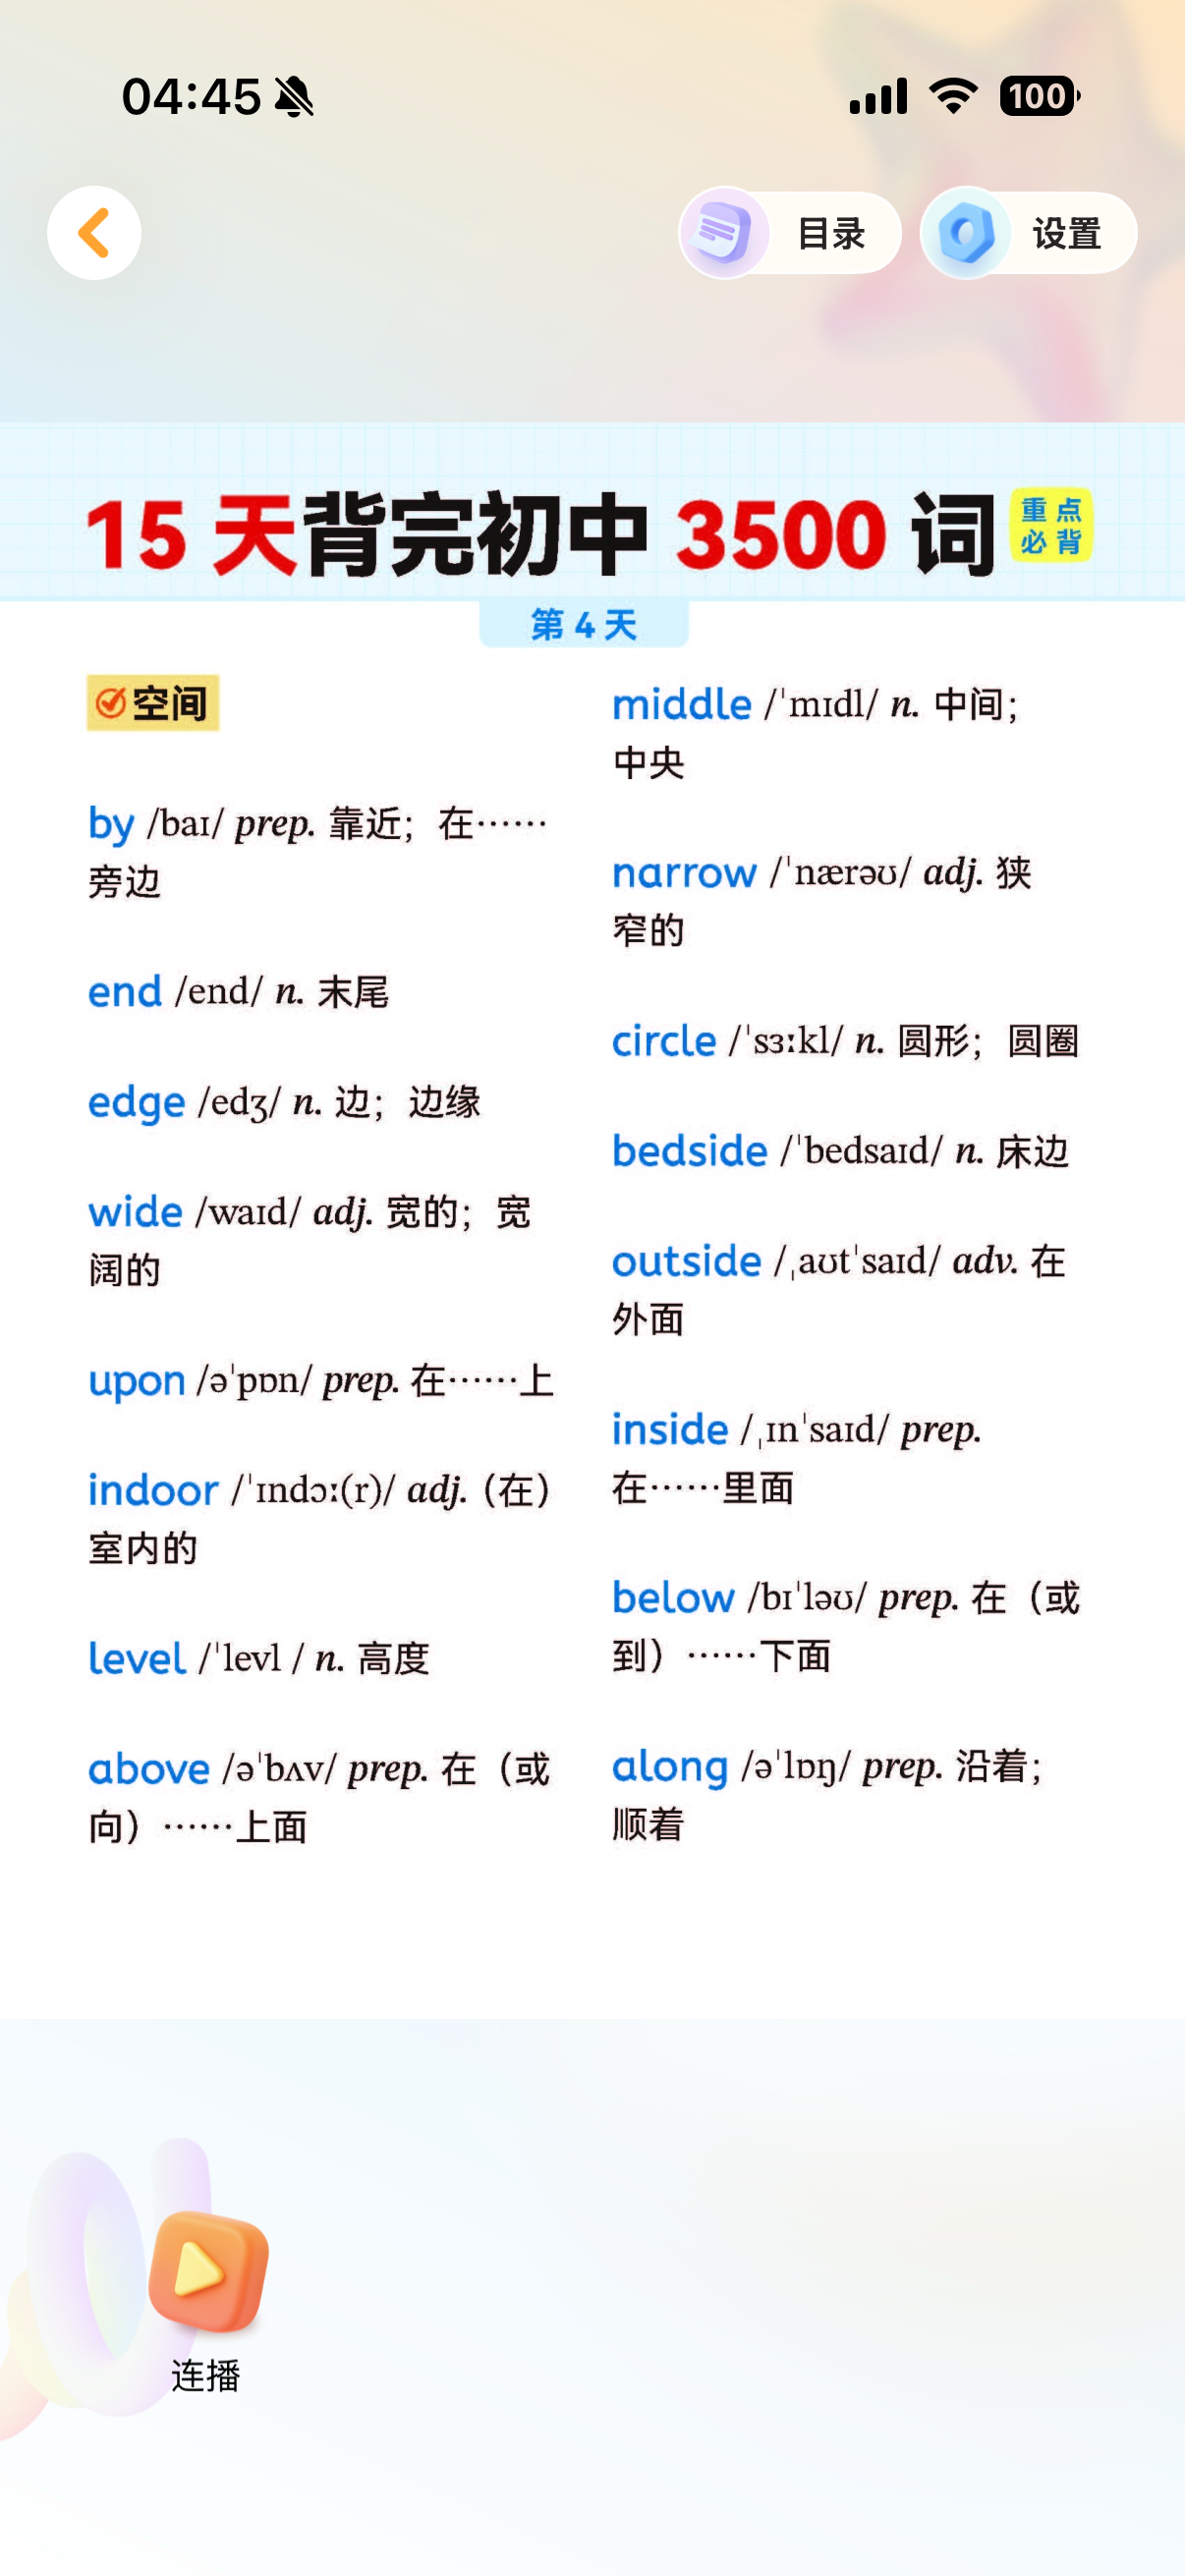 04:45
100
目录
设置
15 天背完初中 3500 词
重点
必背
第 4 天
空间
by /baɪ/ prep. 靠近；在……
旁边
end /end/ n. 末尾
edge /edʒ/ n. 边；边缘
wide /waɪd/ adj. 宽的；宽
阔的
upon /əˈpɒn/ prep. 在……上
indoor /ˈɪndɔː(r)/ adj.（在）
室内的
level /ˈlevl / n. 高度
above /əˈbʌv/ prep. 在（或
向）……上面
middle /ˈmɪdl/ n. 中间；
中央
narrow /ˈnærəʊ/ adj. 狭
窄的
circle /ˈsɜːkl/ n. 圆形；圆圈
bedside /ˈbedsaɪd/ n. 床边
outside /ˌaʊtˈsaɪd/ adv. 在
外面
inside /ˌɪnˈsaɪd/ prep.
在……里面
below /bɪˈləʊ/ prep. 在（或
到）……下面
along /əˈlɒŋ/ prep. 沿着；
顺着
连播